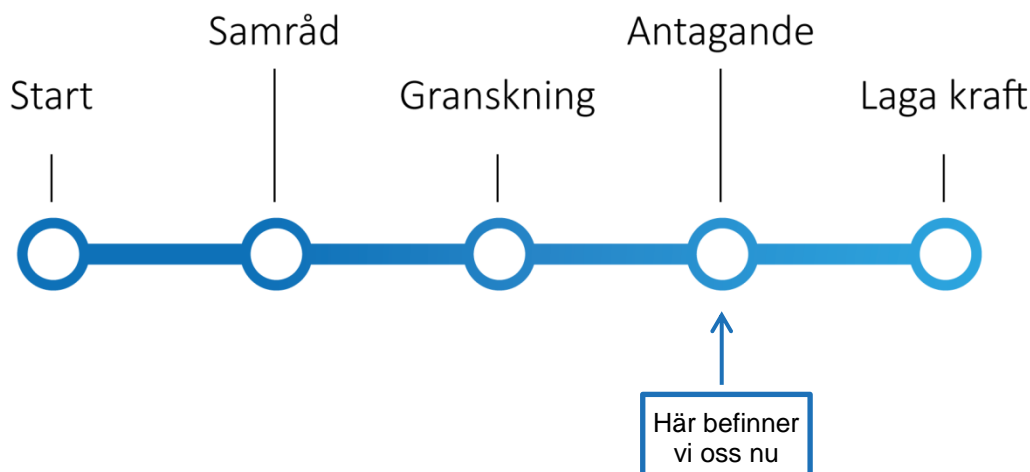 Start
Samråd
Granskning
Antagande
Laga kraft
Här befinner
vi oss nu